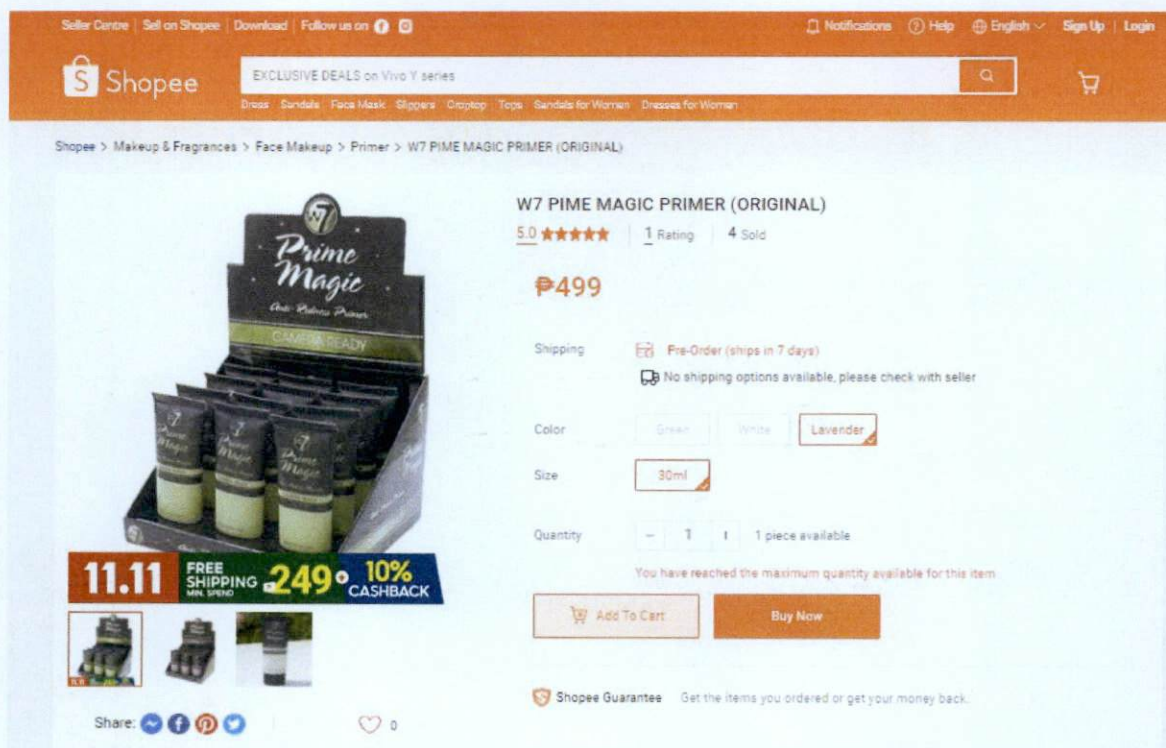 Seller Centre | Sell on Shopee | Download | Follow us on
Notifications Help English Sign Up | Login
Shopee
EXCLUSIVE DEALS on Vivo Y series
Dress Sandals Face Mask Slippers Croptop Tops Sandals for Women Dresses for Women
Shopee > Makeup & Fragrances > Face Makeup > Primer > W7 PIME MAGIC PRIMER (ORIGINAL)
W7
Prime
Magic
Anti-Redness Primer
CAMERA READY
W7 PIME MAGIC PRIMER (ORIGINAL)
5.0 1 Rating 4 Sold
₱499
Shipping Pre-Order (ships in 7 days)
No shipping options available, please check with seller
Color Green White Lavender
Size 30ml
Quantity - 1 1 piece available
You have reached the maximum quantity available for this item
Add To Cart Buy Now
11.11 FREE SHIPPING MIN. SPEND 249 10% CASHBACK
Shopee Guarantee Get the items you ordered or get your money back.
Share: 0